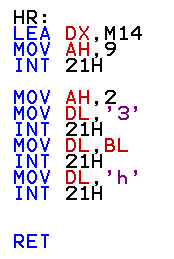 HR:
LEA DX,M14
MOV AH,9
INT 21H
MOV AH,2
MOV DL,'3'
INT 21H
MOV DL,BL
INT 21H
MOV DL,'h'
INT 21H
RET